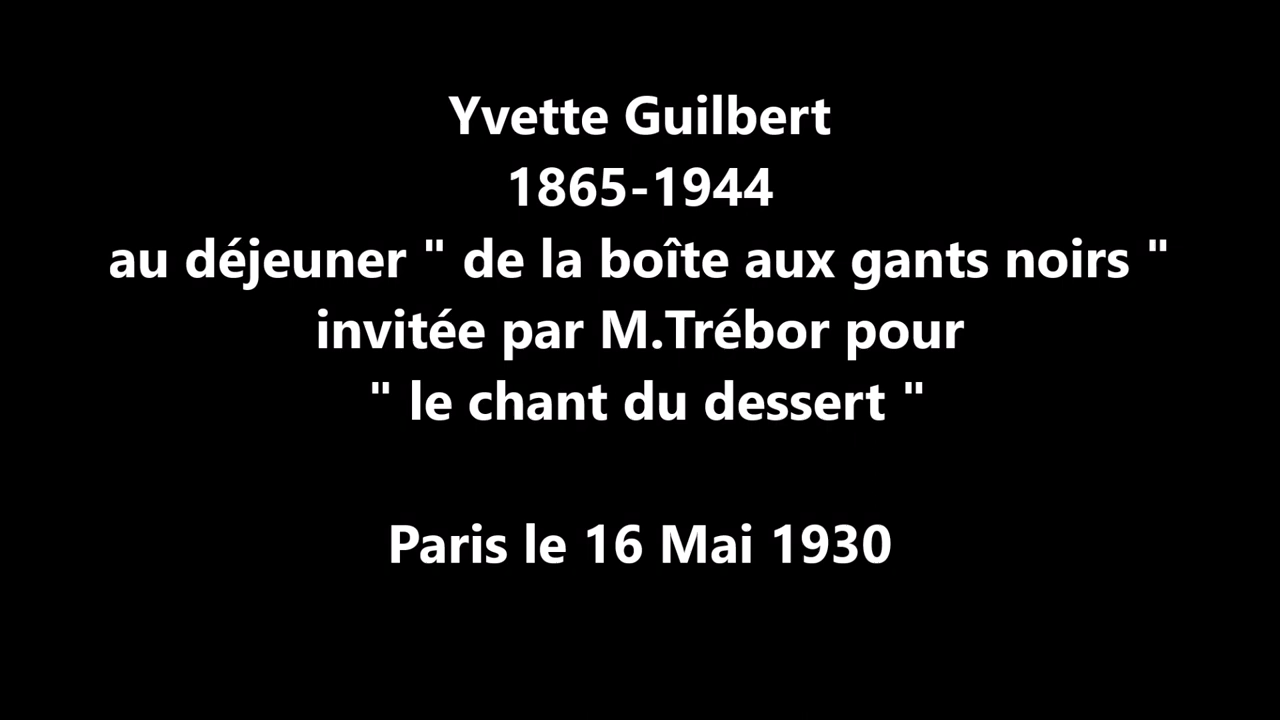 Yvette Guilbert
1865-1944
au déjeuner " de la boîte aux gants noirs "
invitée par M.Trébor pour
" le chant du dessert "
Paris le 16 Mai 1930